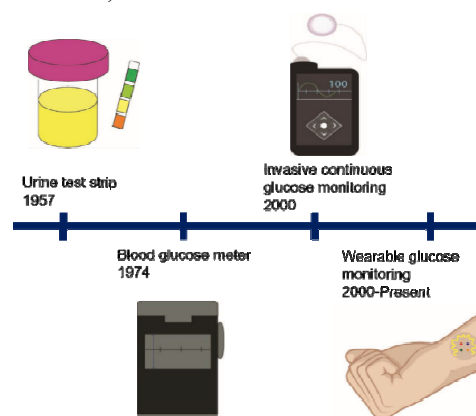 100
Urine test strip
1957
Invasive continuous
glucose monitoring
2000
Blood glucose meter
1974
Wearable glucose
monitoring
2000-Present